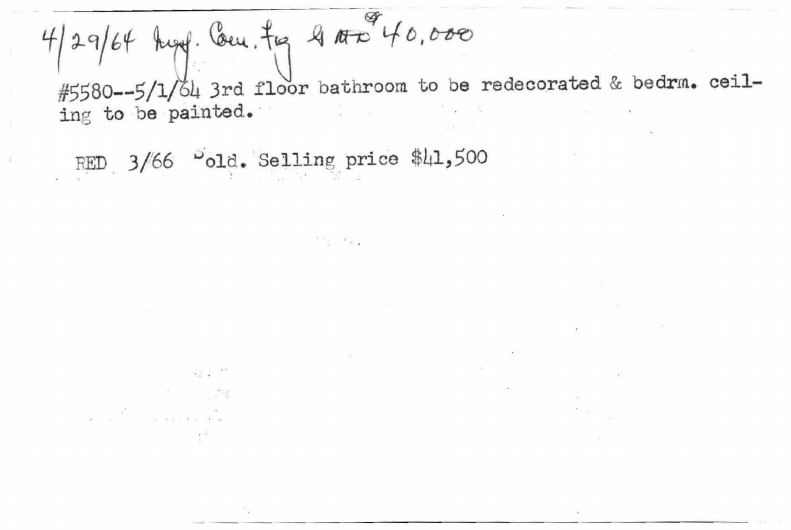 4/29/64 40,000
#5580--5/1/64 3rd floor bathroom to be redecorated & bedrm. ceil-
ing to be painted.
RED 3/66 Sold. Selling price $41,500